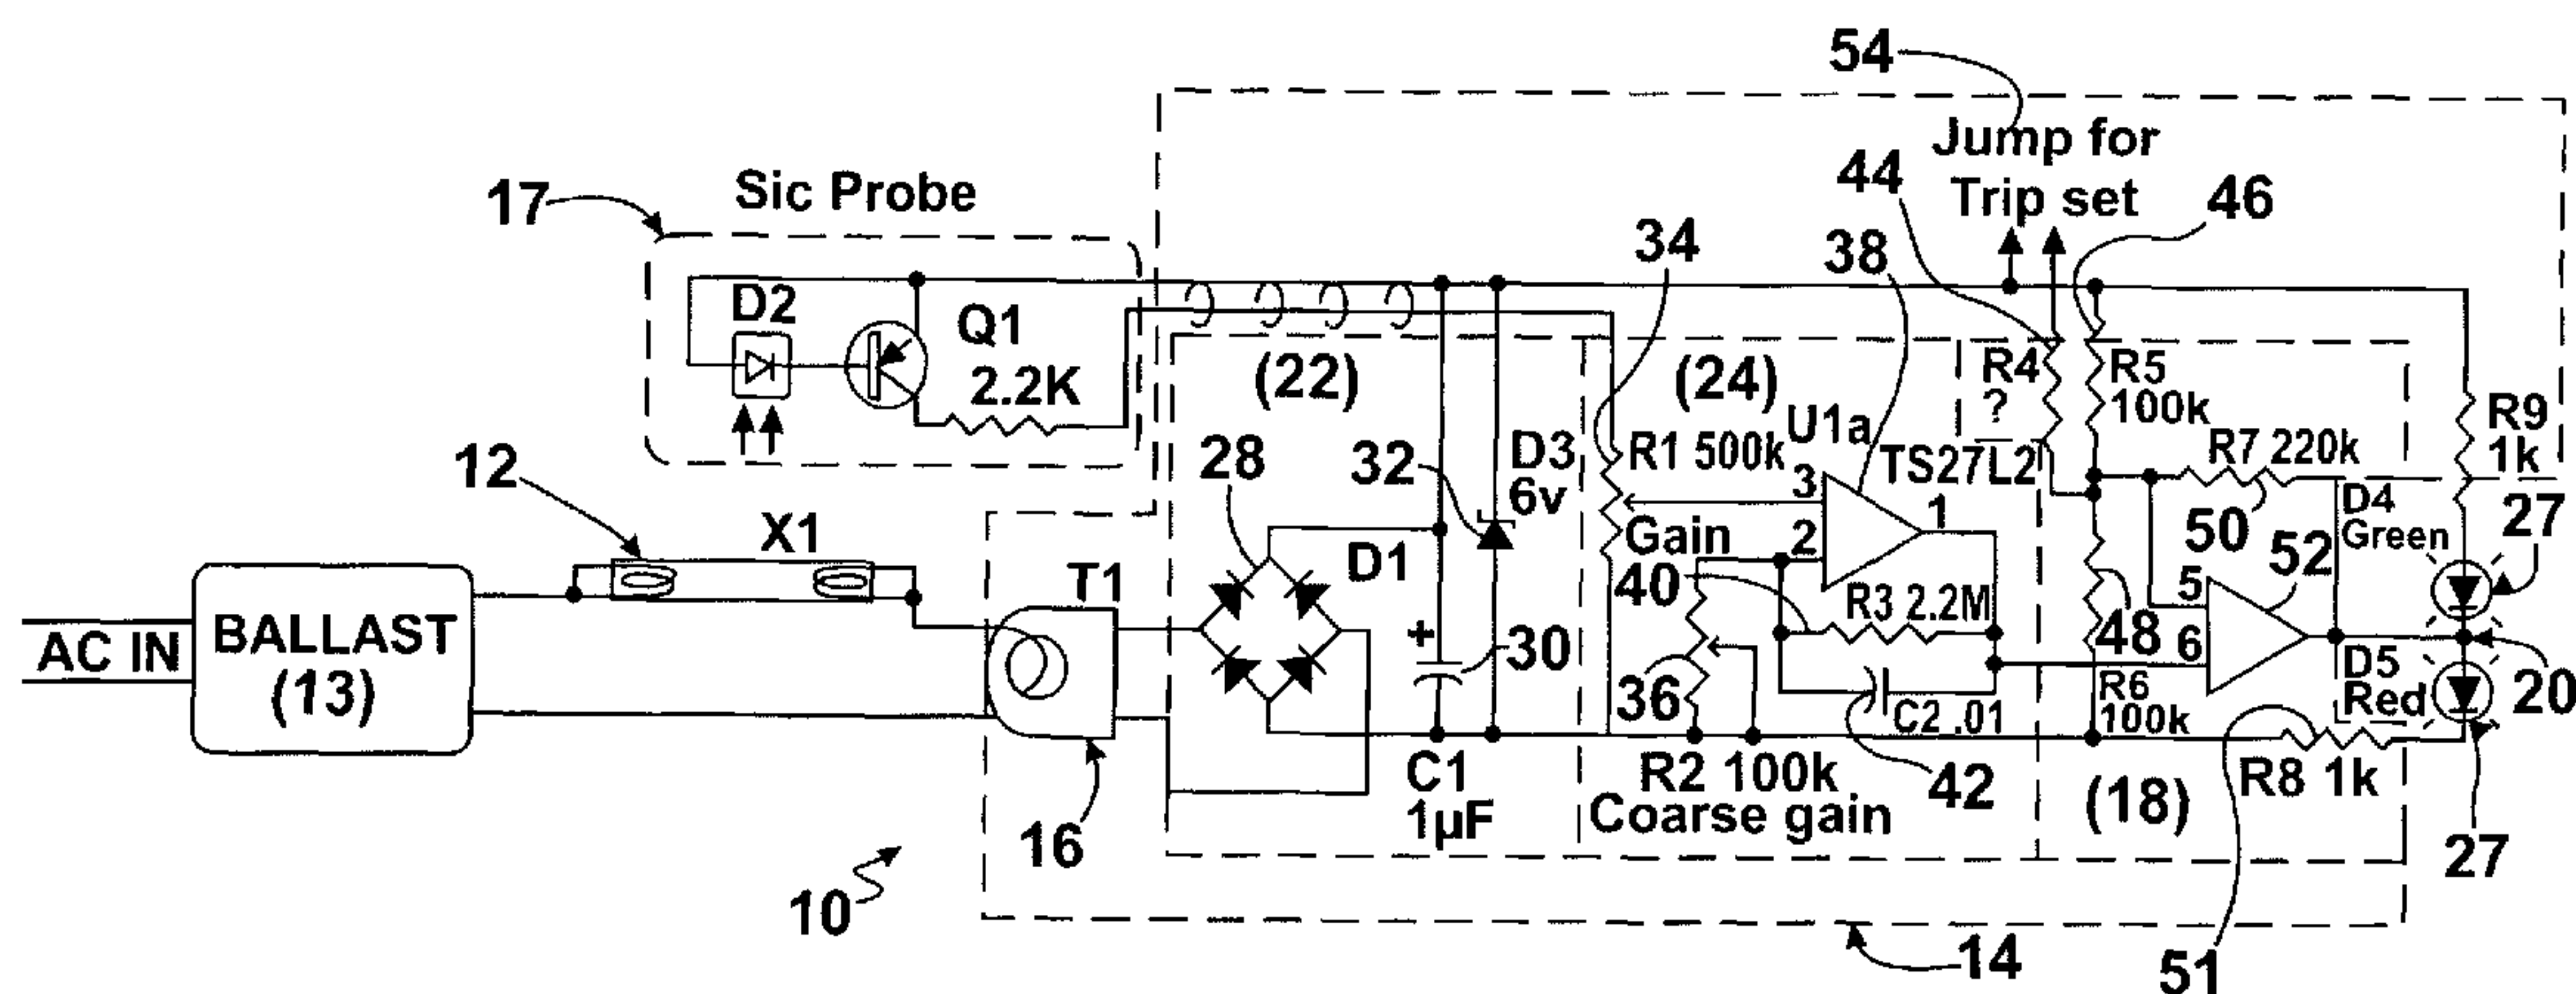 54
Jump for
Trip set
44
46
17
Sic Probe
34
38
D2
Q1
2.2K
(22)
(24)
R4
?
R5
100k
R9
1k
U1a
TS27L2
R7 220k
12
28
32
D3
6v
R1 500k
3
2
1
X1
T1
D1
Gain
40
R3 2.2M
50
D4
Green
27
52
5
6
48
AC IN
BALLAST
(13)
+
30
36
C2 .01
R6
100k
D5
Red
20
C1
1µF
R2 100k
Coarse gain
42
(18)
R8 1k
27
16
10
14
51